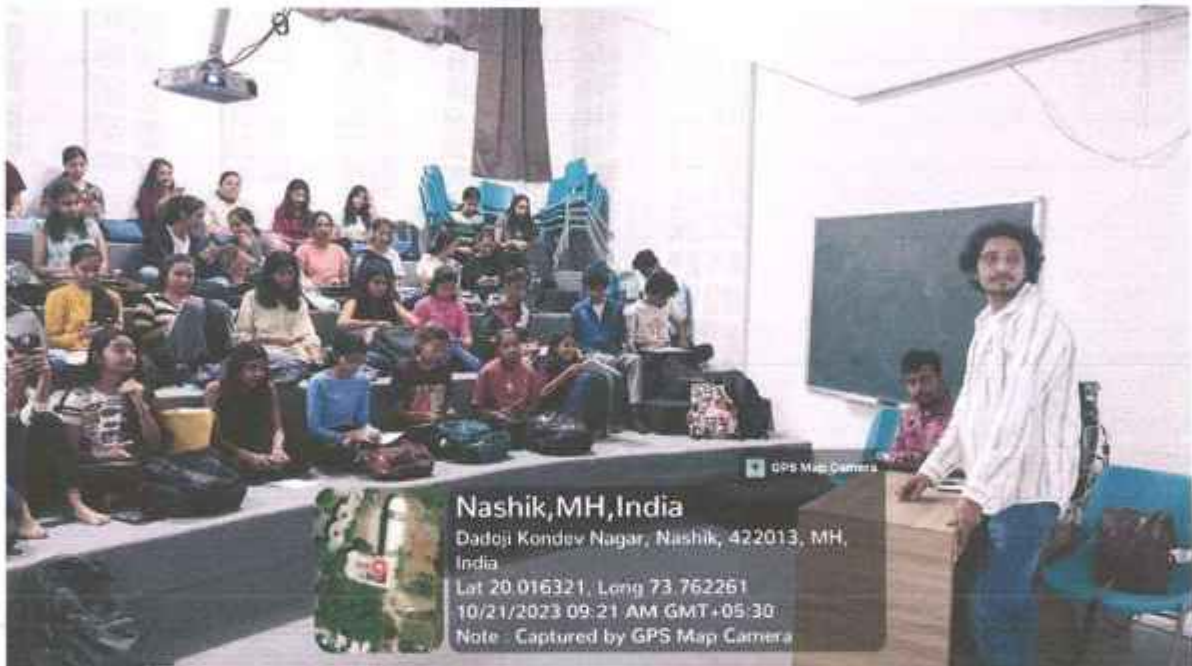 GPS Map Camera
Nashik,MH,India
Dadoji Kondev Nagar, Nashik, 422013, MH,
India
Lat 20.016321, Long 73.762261
10/21/2023 09:21 AM GMT+05:30
Note : Captured by GPS Map Camera